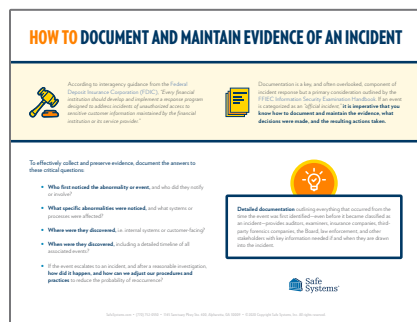 HOW TO DOCUMENT AND MAINTAIN EVIDENCE OF AN INCIDENT
According to interagency guidance from the Federal
Deposit Insurance Corporation (FDIC), "Every financial
institution should develop and implement a response program
designed to address incidents of unauthorized access to
sensitive customer information maintained by the financial
institution or its service provider."
Documentation is a key, and often overlooked, component of
incident response but a primary consideration outlined by the
FFIEC Information Security Examination Handbook. If an event
is categorized as an "official incident," it is imperative that you
know how to document and maintain the evidence, what
decisions were made, and the resulting actions taken.
To effectively collect and preserve evidence, document the answers to
these critical questions:
• Who first noticed the abnormality or event, and who did they notify
or involve?
• What specific abnormalities were noticed, and what systems or
processes were affected?
• Where were they discovered, i.e. internal systems or customer-facing?
• When were they discovered, including a detailed timeline of all
associated events?
• If the event escalates to an incident, and after a reasonable investigation,
how did it happen, and how can we adjust our procedures and
practices to reduce the probability of reoccurrence?
Detailed documentation outlining everything that occurred from
the time the event was first identified—even before it became classified as
an incident—provides auditors, examiners, insurance companies, third-
party forensics companies, the Board, law enforcement, and other
stakeholders with key information needed if and when they are drawn
into the incident.
Safe
Systems